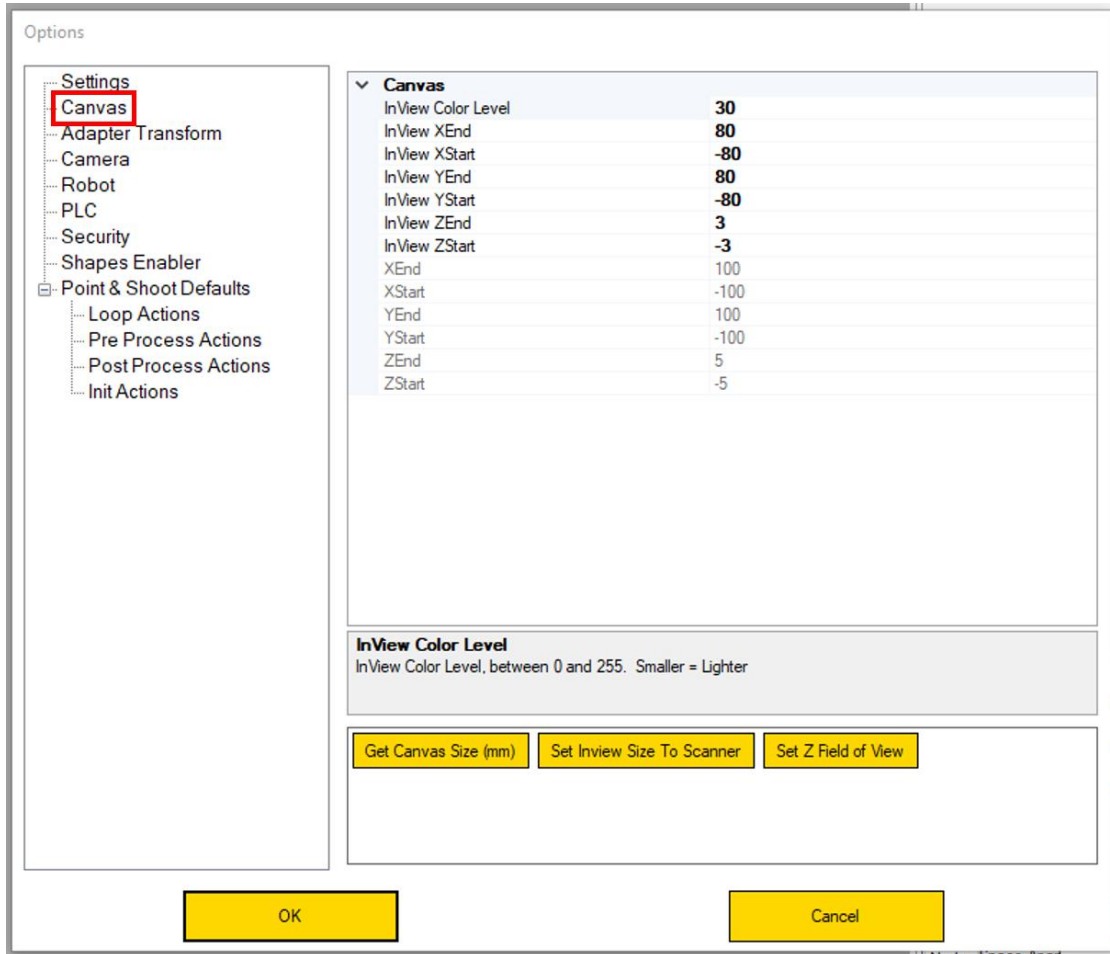 Options
Settings
Canvas
Adapter Transform
Camera
Robot
PLC
Security
Shapes Enabler
Point & Shoot Defaults
Loop Actions
Pre Process Actions
Post Process Actions
Init Actions
Canvas
InView Color Level 30
InView XEnd 80
InView XStart -80
InView YEnd 80
InView YStart -80
InView ZEnd 3
InView ZStart -3
XEnd 100
XStart -100
YEnd 100
YStart -100
ZEnd 5
ZStart -5
InView Color Level
InView Color Level, between 0 and 255. Smaller = Lighter
Get Canvas Size (mm) Set Inview Size To Scanner Set Z Field of View
OK Cancel